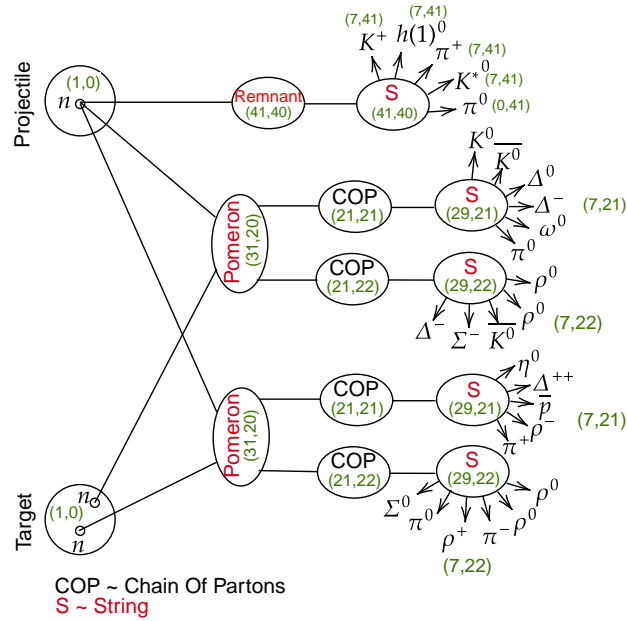 Projectile
(1,0)
n
Remnant
(41,40)
S
(41,40)
K⁺ (7,41)
h(1)⁰ (7,41)
π⁺ (7,41)
K*⁰ (7,41)
π⁰ (0,41)
Pomeron
(31,20)
COP
(21,21)
S
(29,21)
K⁰
K̅⁰
Δ⁰
Δ⁻
ω⁰
π⁰
(7,21)
COP
(21,22)
S
(29,22)
ρ⁰
ρ⁰
K̅⁰
Σ⁻
Δ⁻
(7,22)
Pomeron
(31,20)
COP
(21,21)
S
(29,21)
η⁰
Δ⁺⁺
p̅
ρ⁻
π⁺
(7,21)
COP
(21,22)
S
(29,22)
Σ⁰
π⁰
ρ⁺
π⁻
ρ⁰
ρ⁰
(7,22)
Target
(1,0)
n
n
COP ~ Chain Of Partons
S ~ String